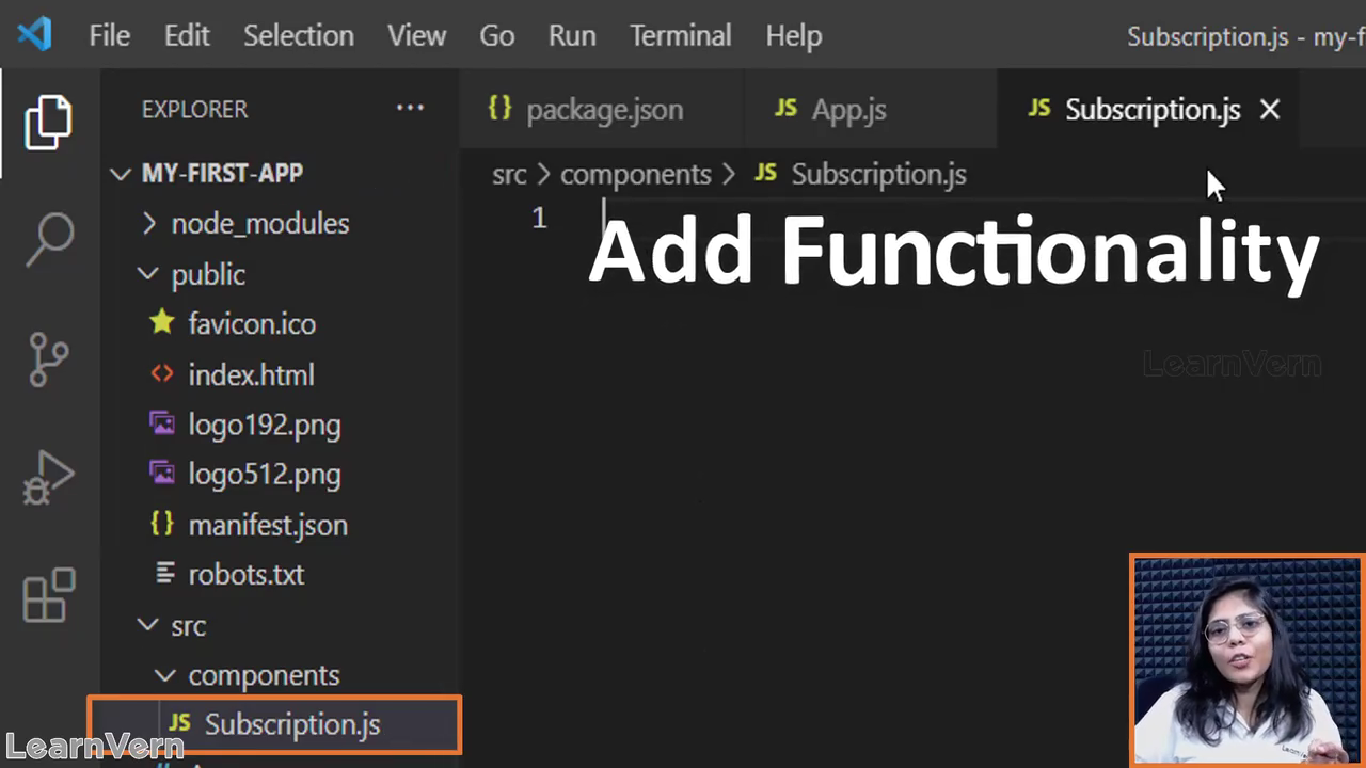 File Edit Selection View Go Run Terminal Help Subscription.js - my-f
EXPLORER ...
package.json App.js Subscription.js
MY-FIRST-APP
src > components > JS Subscription.js
node_modules
1
Add Functionality
public
favicon.ico
index.html
LearnVern
logo192.png
logo512.png
manifest.json
robots.txt
src
components
JS Subscription.js
LearnVern